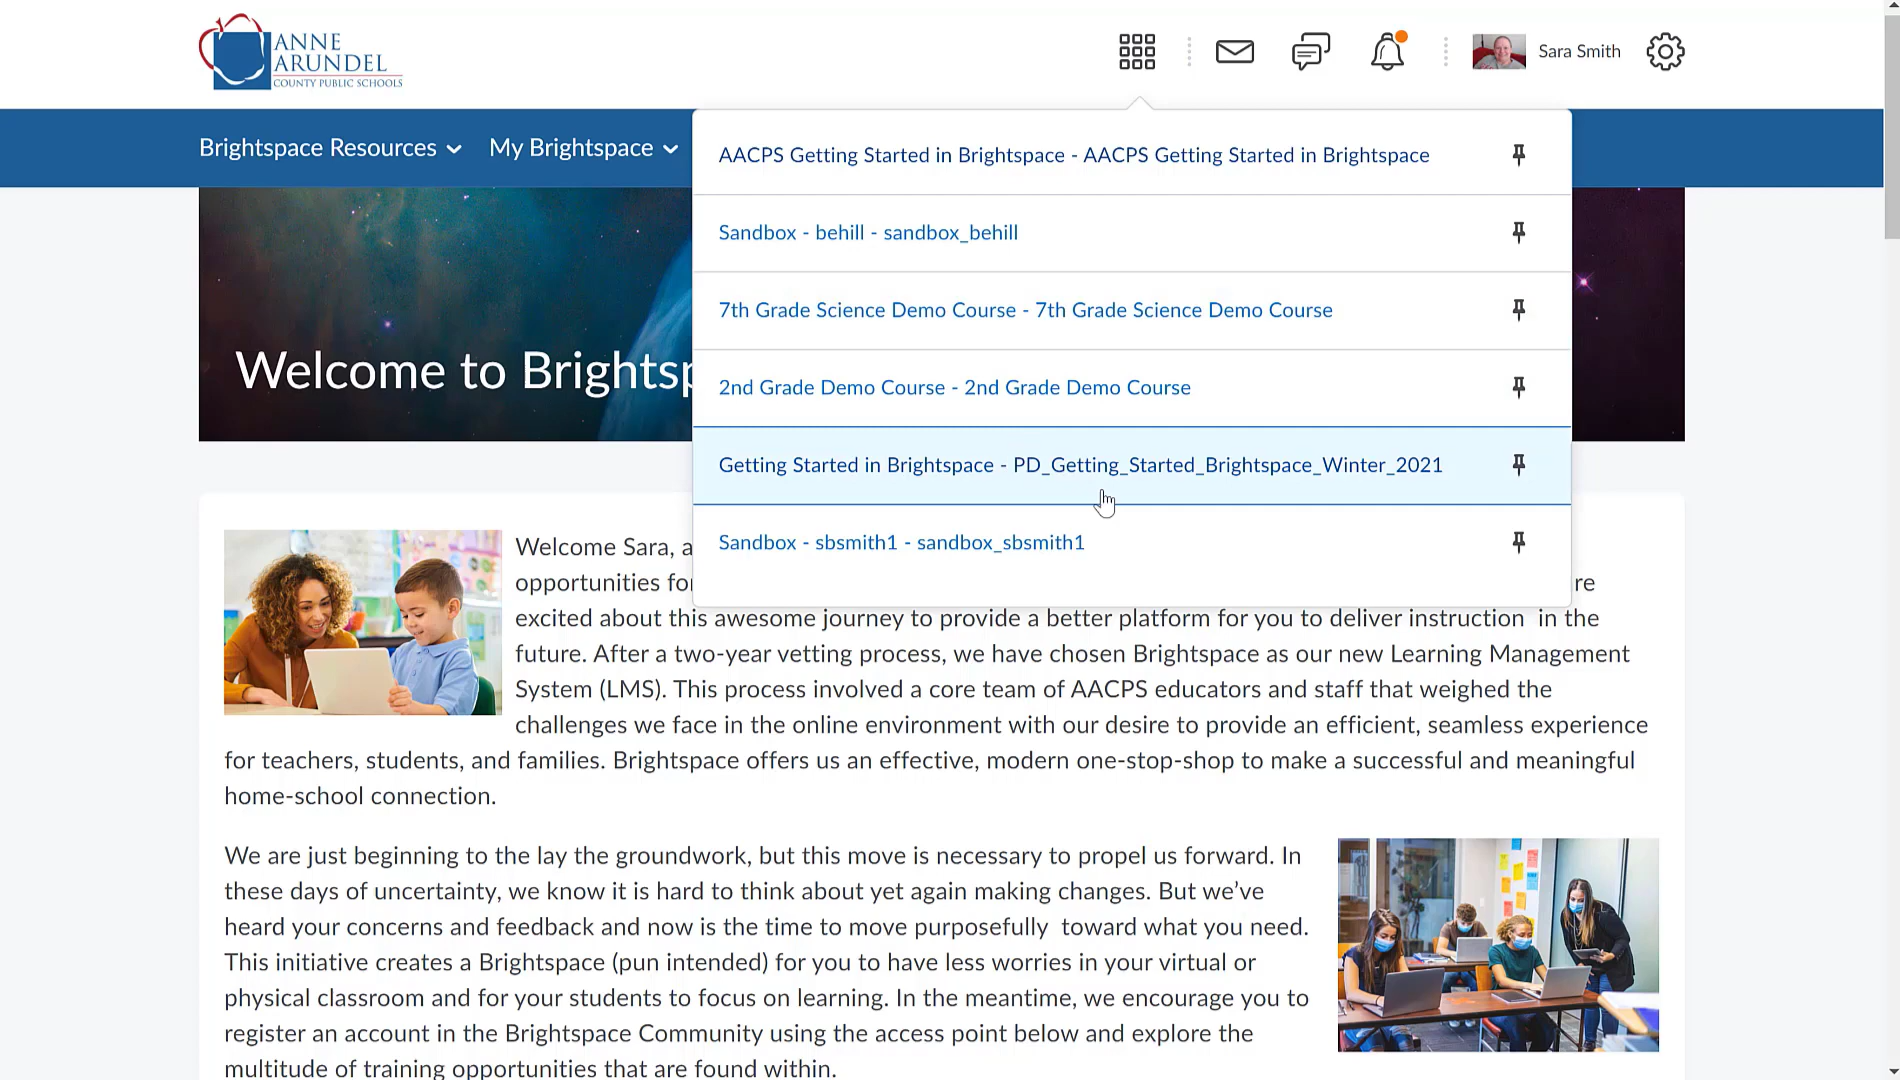 ANNE
ARUNDEL
COUNTY PUBLIC SCHOOLS
Sara Smith
Brightspace Resources
My Brightspace
AACPS Getting Started in Brightspace - AACPS Getting Started in Brightspace
Sandbox - behill - sandbox_behill
7th Grade Science Demo Course - 7th Grade Science Demo Course
2nd Grade Demo Course - 2nd Grade Demo Course
Getting Started in Brightspace - PD_Getting_Started_Brightspace_Winter_2021
Sandbox - sbsmith1 - sandbox_sbsmith1
Welcome to Brightsp
Welcome Sara, a
opportunities fo re
excited about this awesome journey to provide a better platform for you to deliver instruction in the
future. After a two-year vetting process, we have chosen Brightspace as our new Learning Management
System (LMS). This process involved a core team of AACPS educators and staff that weighed the
challenges we face in the online environment with our desire to provide an efficient, seamless experience
for teachers, students, and families. Brightspace offers us an effective, modern one-stop-shop to make a successful and meaningful
home-school connection.
We are just beginning to the lay the groundwork, but this move is necessary to propel us forward. In
these days of uncertainty, we know it is hard to think about yet again making changes. But we’ve
heard your concerns and feedback and now is the time to move purposefully toward what you need.
This initiative creates a Brightspace (pun intended) for you to have less worries in your virtual or
physical classroom and for your students to focus on learning. In the meantime, we encourage you to
register an account in the Brightspace Community using the access point below and explore the
multitude of training opportunities that are found within.